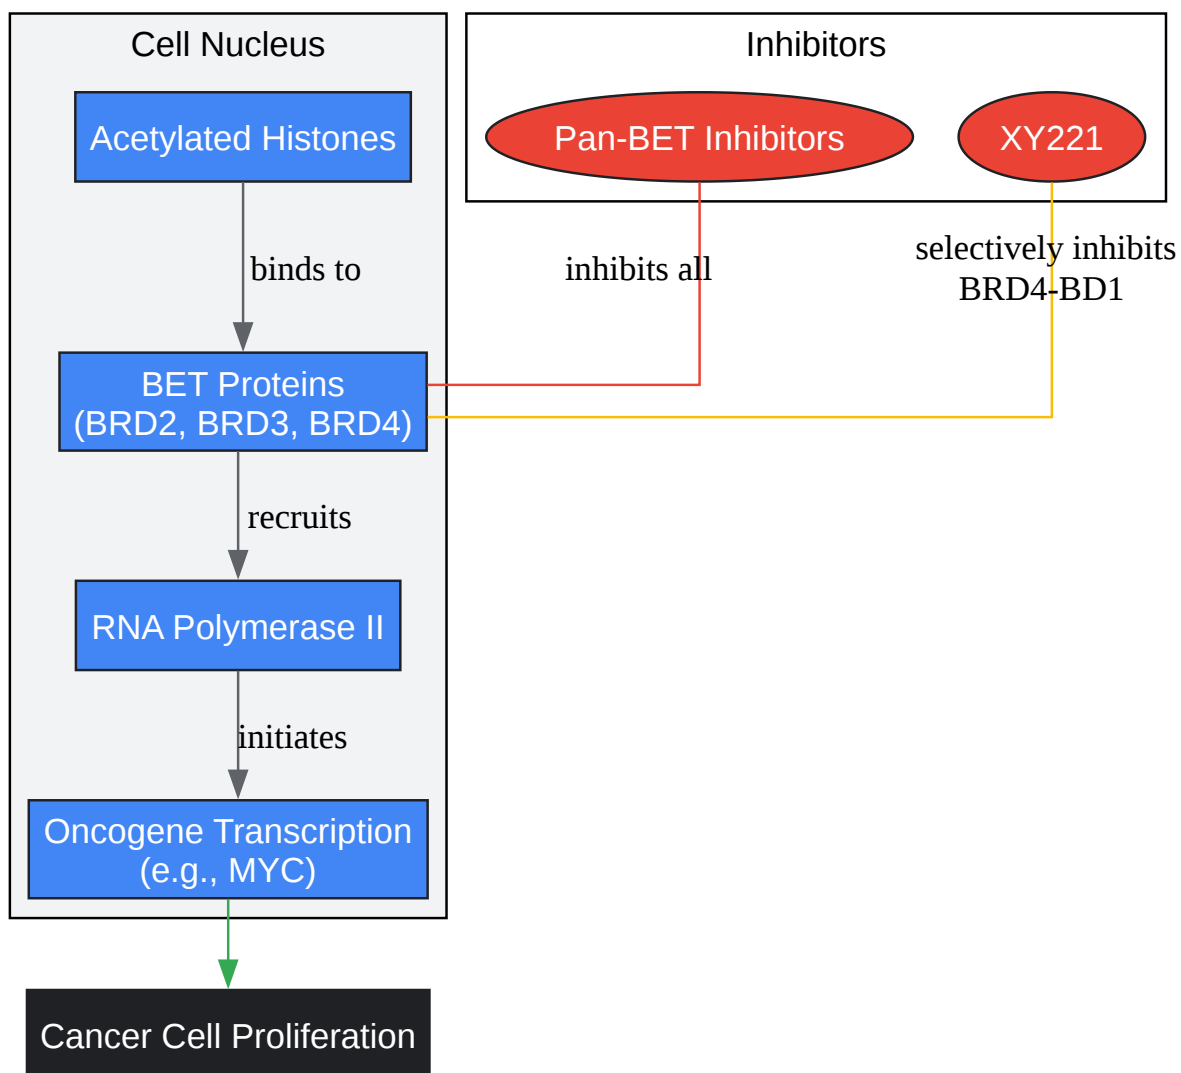 Cell Nucleus
Inhibitors
Acetylated Histones
Pan-BET Inhibitors
XY221
binds to
inhibits all
selectively inhibits
BRD4-BD1
BET Proteins
(BRD2, BRD3, BRD4)
recruits
RNA Polymerase II
initiates
Oncogene Transcription
(e.g., MYC)
Cancer Cell Proliferation